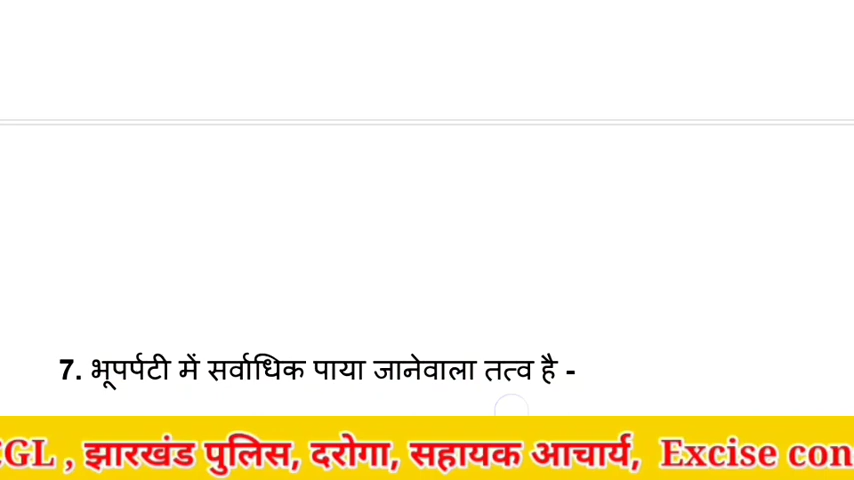 7. भूपर्पटी में सर्वाधिक पाया जानेवाला तत्व है -
GL , झारखंड पुलिस, दरोगा, सहायक आचार्य, Excise con